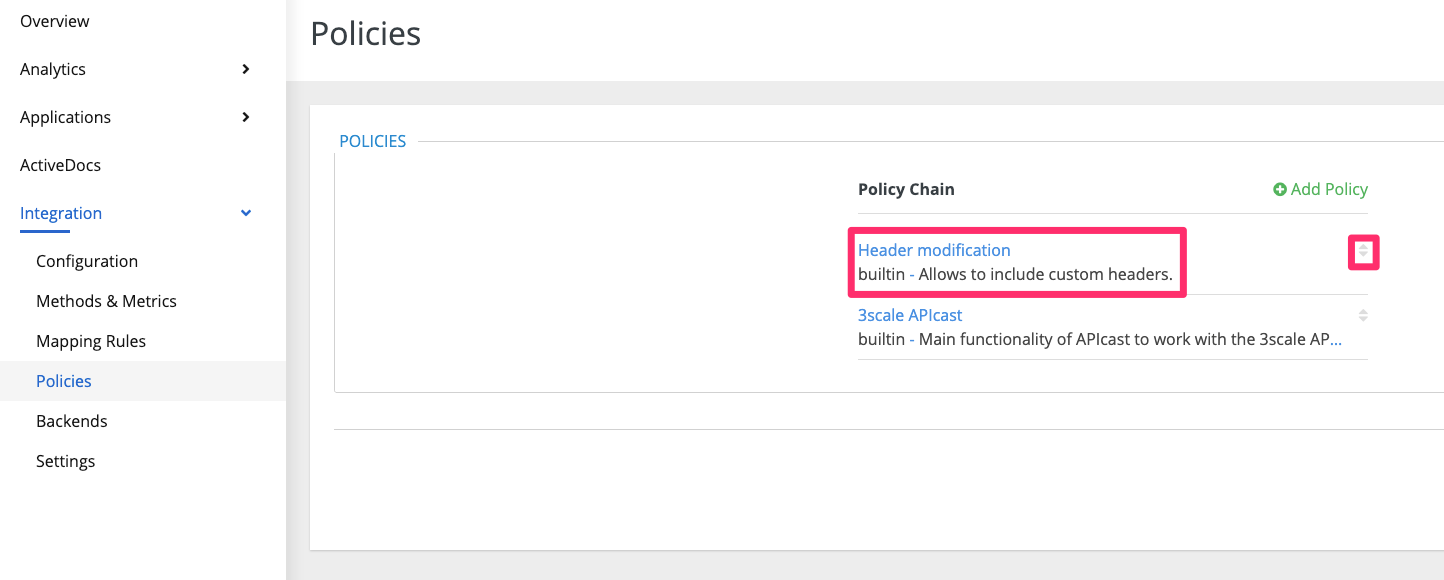 Overview
Analytics
Applications
ActiveDocs
Integration
Configuration
Methods & Metrics
Mapping Rules
Policies
Backends
Settings
Policies
POLICIES
Policy Chain
Add Policy
Header modification
builtin - Allows to include custom headers.
3scale APIcast
builtin - Main functionality of APIcast to work with the 3scale AP...